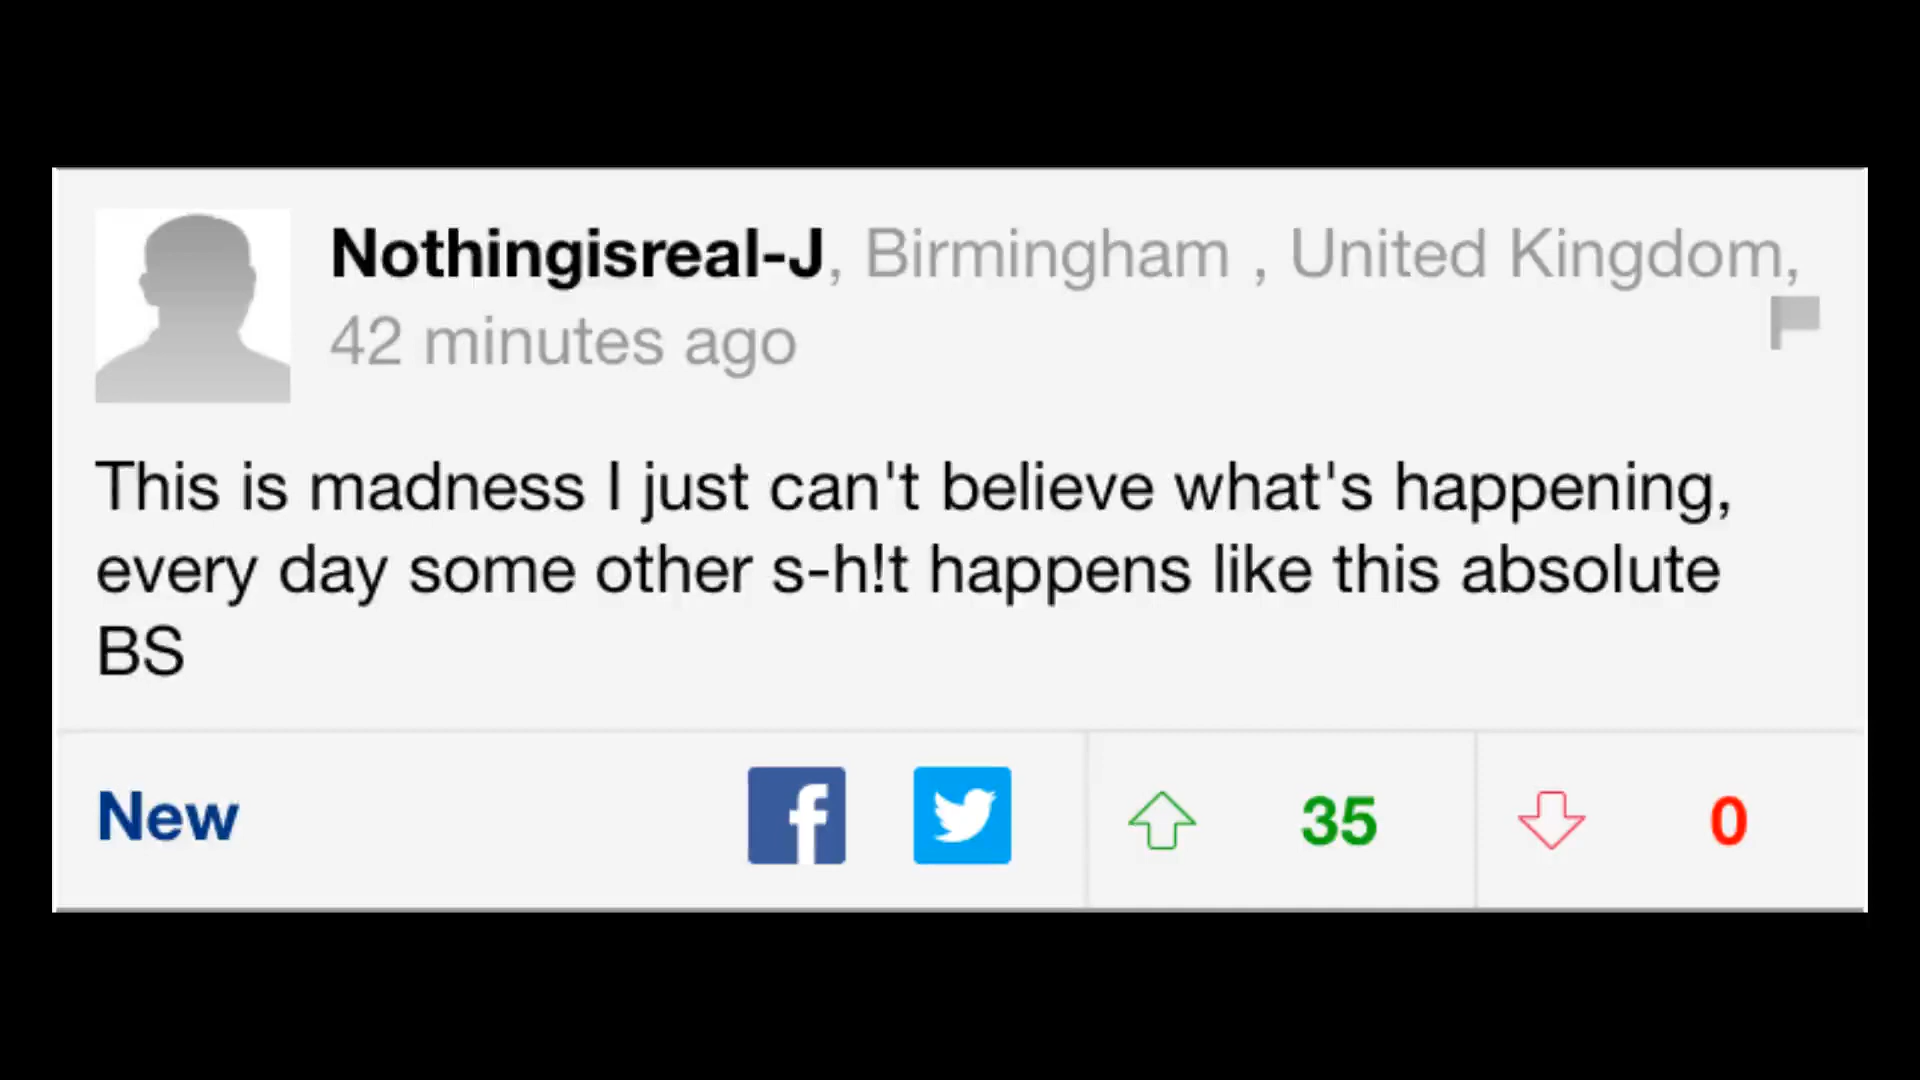 Nothingisreal-J, Birmingham , United Kingdom,
42 minutes ago
This is madness I just can't believe what's happening,
every day some other s-h!t happens like this absolute
BS
New
35
0